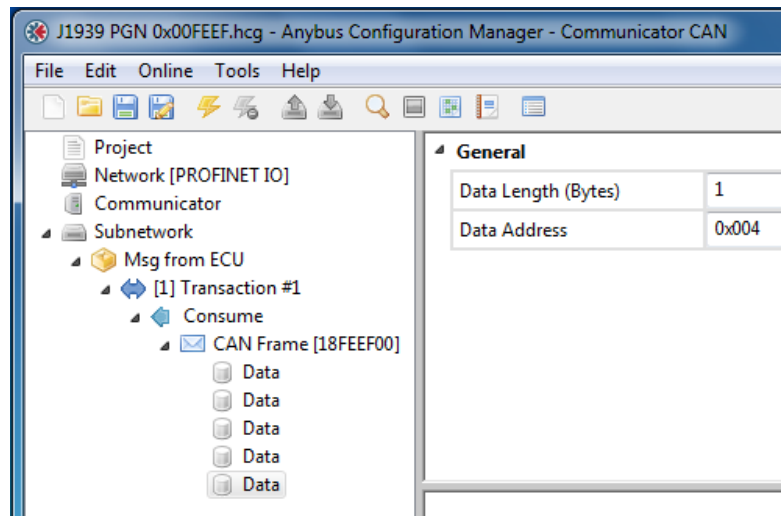 J1939 PGN 0x00FEEF.hcg - Anybus Configuration Manager - Communicator CAN
File Edit Online Tools Help
Project
Network [PROFINET IO]
Communicator
Subnetwork
Msg from ECU
[1] Transaction #1
Consume
CAN Frame [18FEEF00]
Data
Data
Data
Data
Data
General
Data Length (Bytes) 1
Data Address 0x004